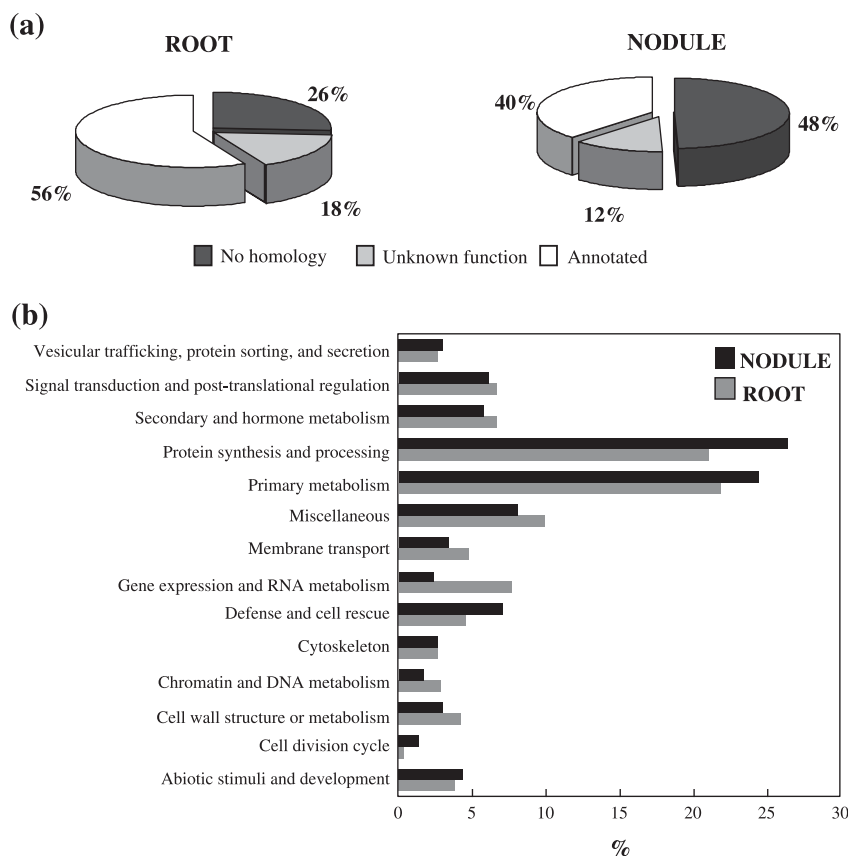 (a)
ROOT
NODULE
26%
40%
48%
56%
18%
12%
No homology Unknown function Annotated
(b)
Vesicular trafficking, protein sorting, and secretion
NODULE
Signal transduction and post-translational regulation
ROOT
Secondary and hormone metabolism
Protein synthesis and processing
Primary metabolism
Miscellaneous
Membrane transport
Gene expression and RNA metabolism
Defense and cell rescue
Cytoskeleton
Chromatin and DNA metabolism
Cell wall structure or metabolism
Cell division cycle
Abiotic stimuli and development
0 5 10 15 20 25 30
%